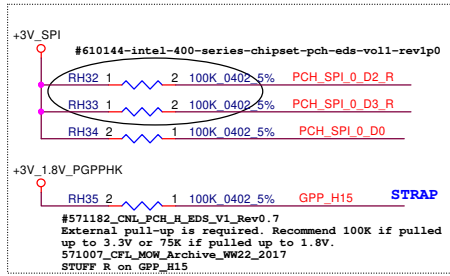 +3V_SPI
#610144-intel-400-series-chipset-pch-eds-vol1-rev1p0
RH32 1 2 100K_0402_5% PCH_SPI_0_D2_R
RH33 1 2 100K_0402_5% PCH_SPI_0_D3_R
RH34 2 1 100K_0402_5% PCH_SPI_0_D0
+3V_1.8V_PGPPHK
RH35 2 1 100K_0402_5% GPP_H15 STRAP
#571182_CNL_PCH_H_EDS_V1_Rev0.7
External pull-up is required. Recommend 100K if pulled
up to 3.3V or 75K if pulled up to 1.8V.
571007_CFL_MOW_Archive_WW22_2017
STUFF R on GPP_H15